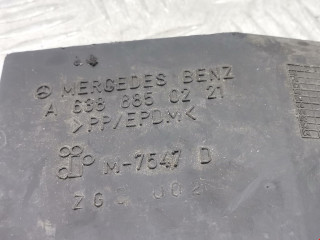 MERCEDES BENZ
A 638 885 02 21
>PP/EPDM<
M-7547 D